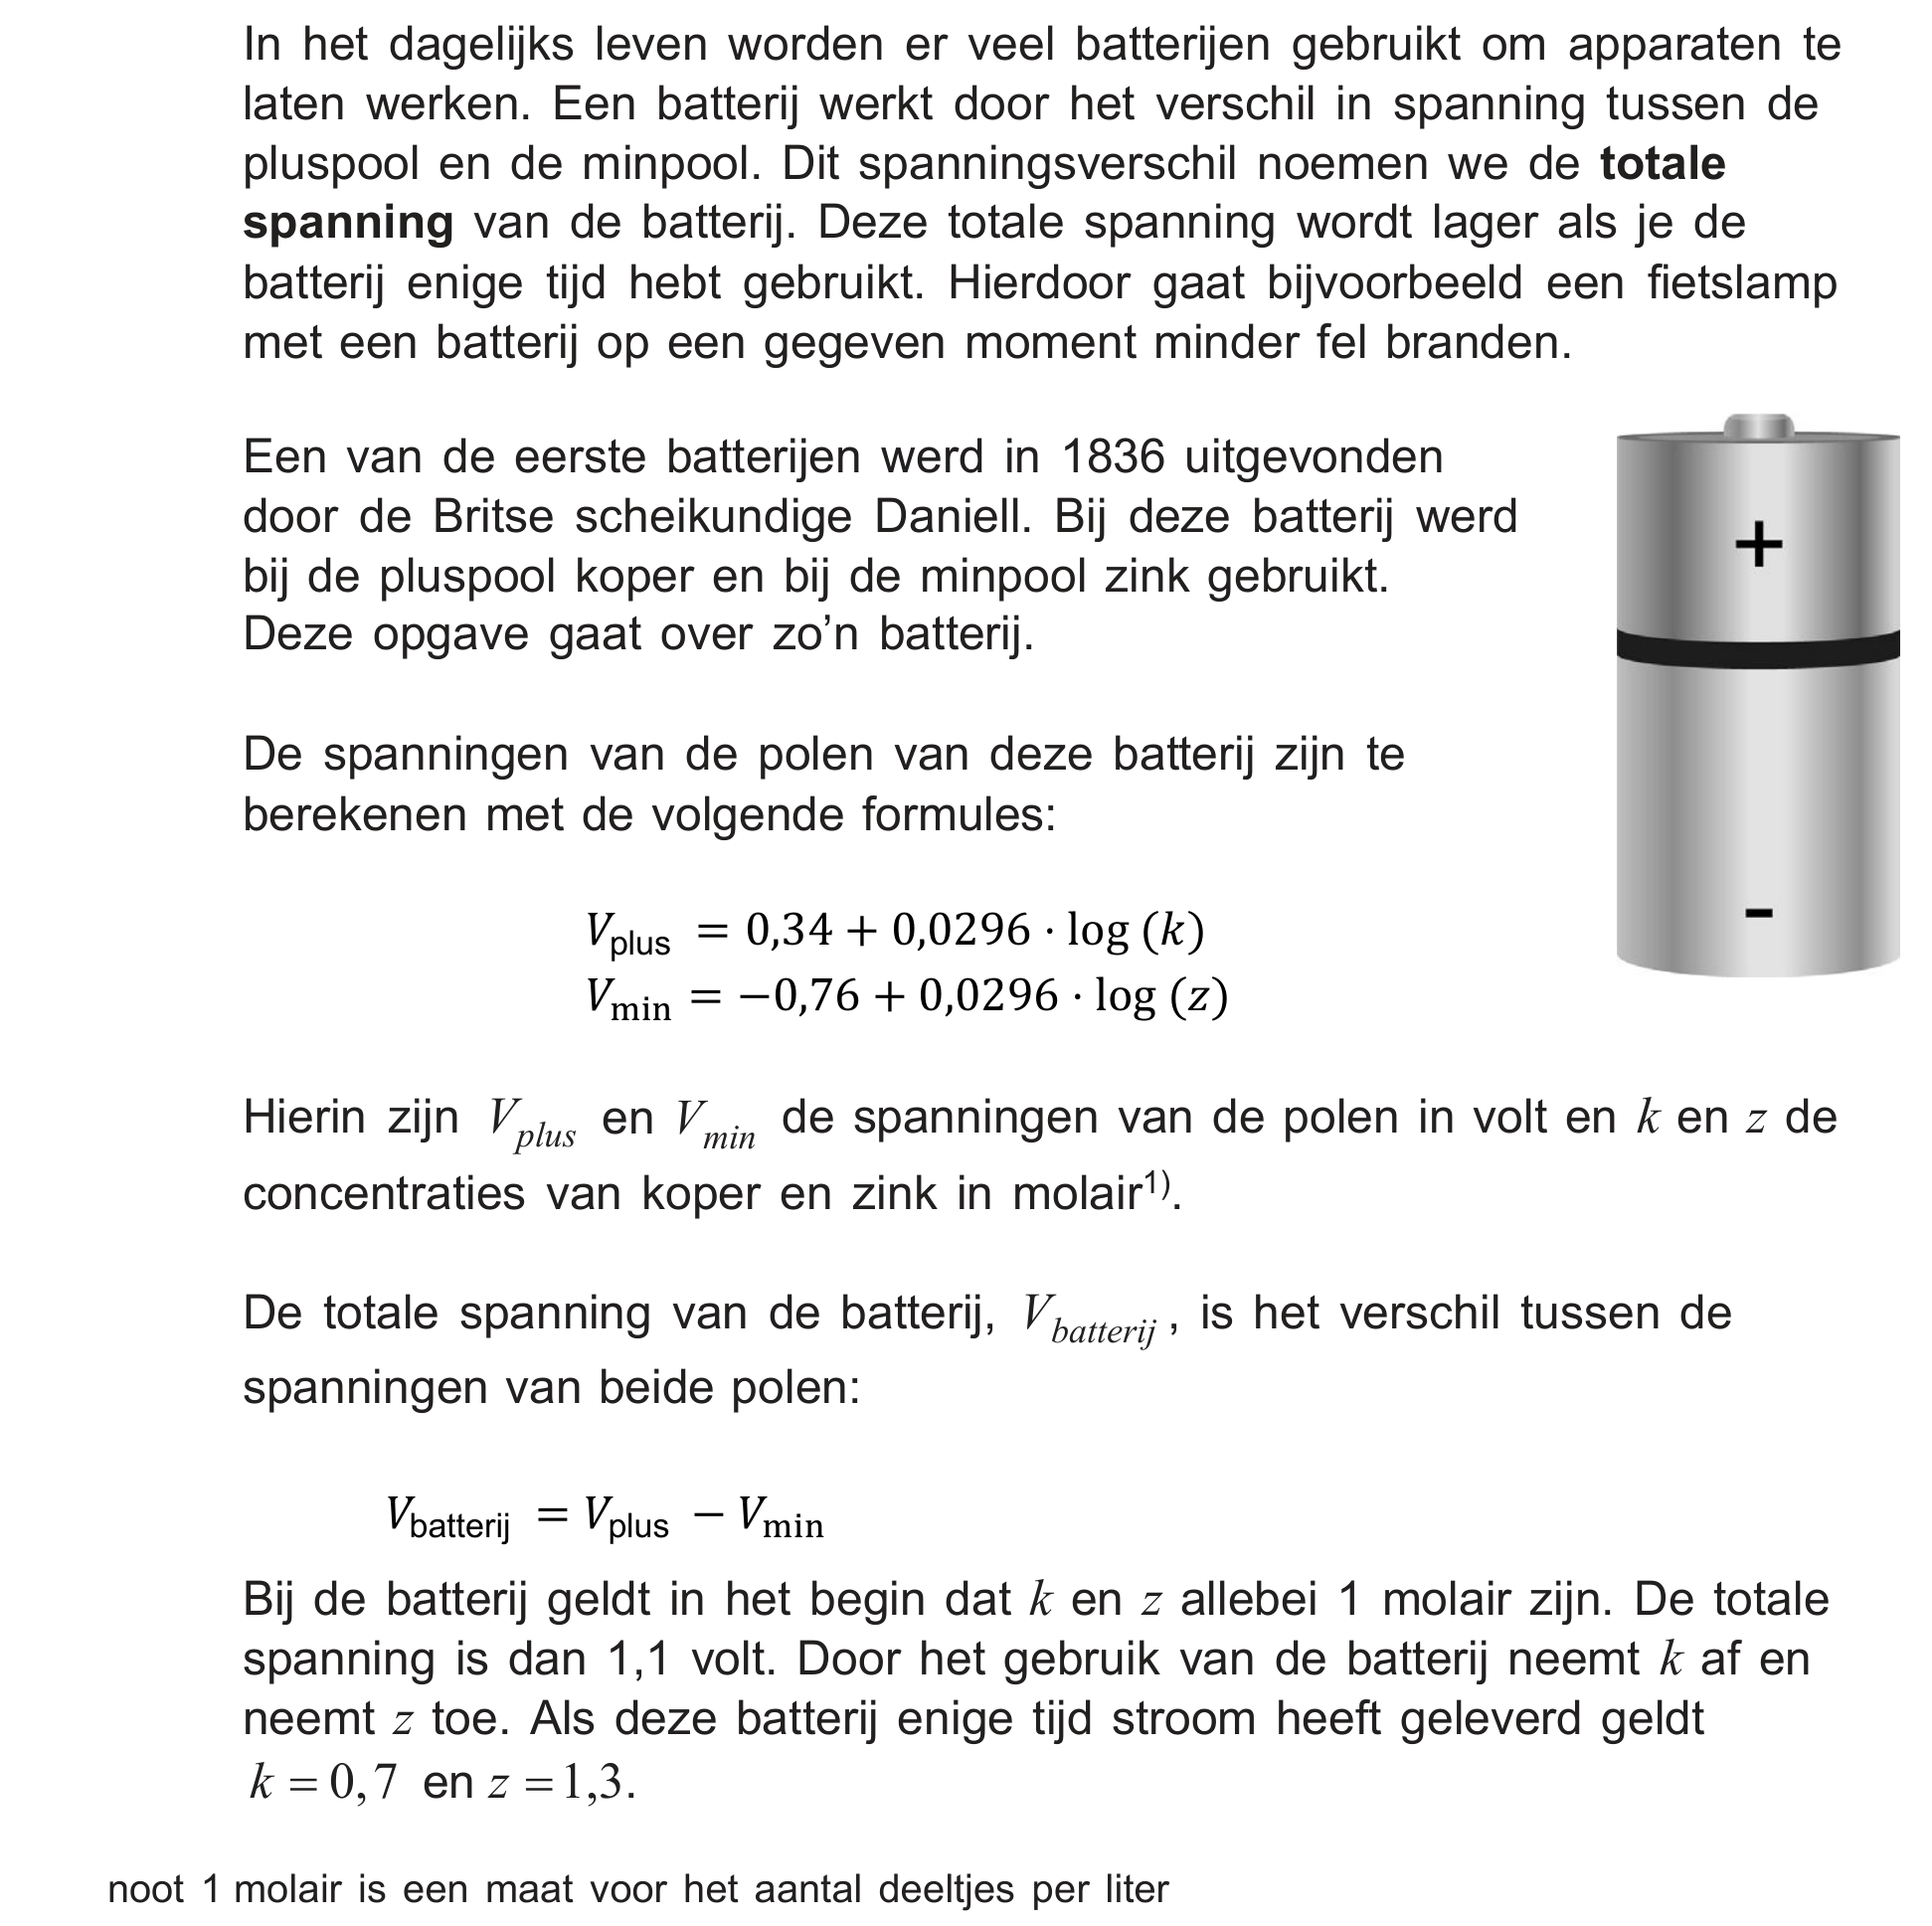 In het dagelijks leven worden er veel batterijen gebruikt om apparaten te
laten werken. Een batterij werkt door het verschil in spanning tussen de
pluspool en de minpool. Dit spanningsverschil noemen we de totale
spanning van de batterij. Deze totale spanning wordt lager als je de
batterij enige tijd hebt gebruikt. Hierdoor gaat bijvoorbeeld een fietslamp
met een batterij op een gegeven moment minder fel branden.
Een van de eerste batterijen werd in 1836 uitgevonden
door de Britse scheikundige Daniell. Bij deze batterij werd
bij de pluspool koper en bij de minpool zink gebruikt.
Deze opgave gaat over zo’n batterij.
+
De spanningen van de polen van deze batterij zijn te
berekenen met de volgende formules:
-
V_plus = 0,34 + 0,0296 · log (k)
V_min = −0,76 + 0,0296 · log (z)
Hierin zijn V_plus en V_min de spanningen van de polen in volt en k en z de
concentraties van koper en zink in molair¹⁾.
De totale spanning van de batterij, V_batterij, is het verschil tussen de
spanningen van beide polen:
V_batterij = V_plus − V_min
Bij de batterij geldt in het begin dat k en z allebei 1 molair zijn. De totale
spanning is dan 1,1 volt. Door het gebruik van de batterij neemt k af en
neemt z toe. Als deze batterij enige tijd stroom heeft geleverd geldt
k = 0,7 en z = 1,3.
noot 1 molair is een maat voor het aantal deeltjes per liter